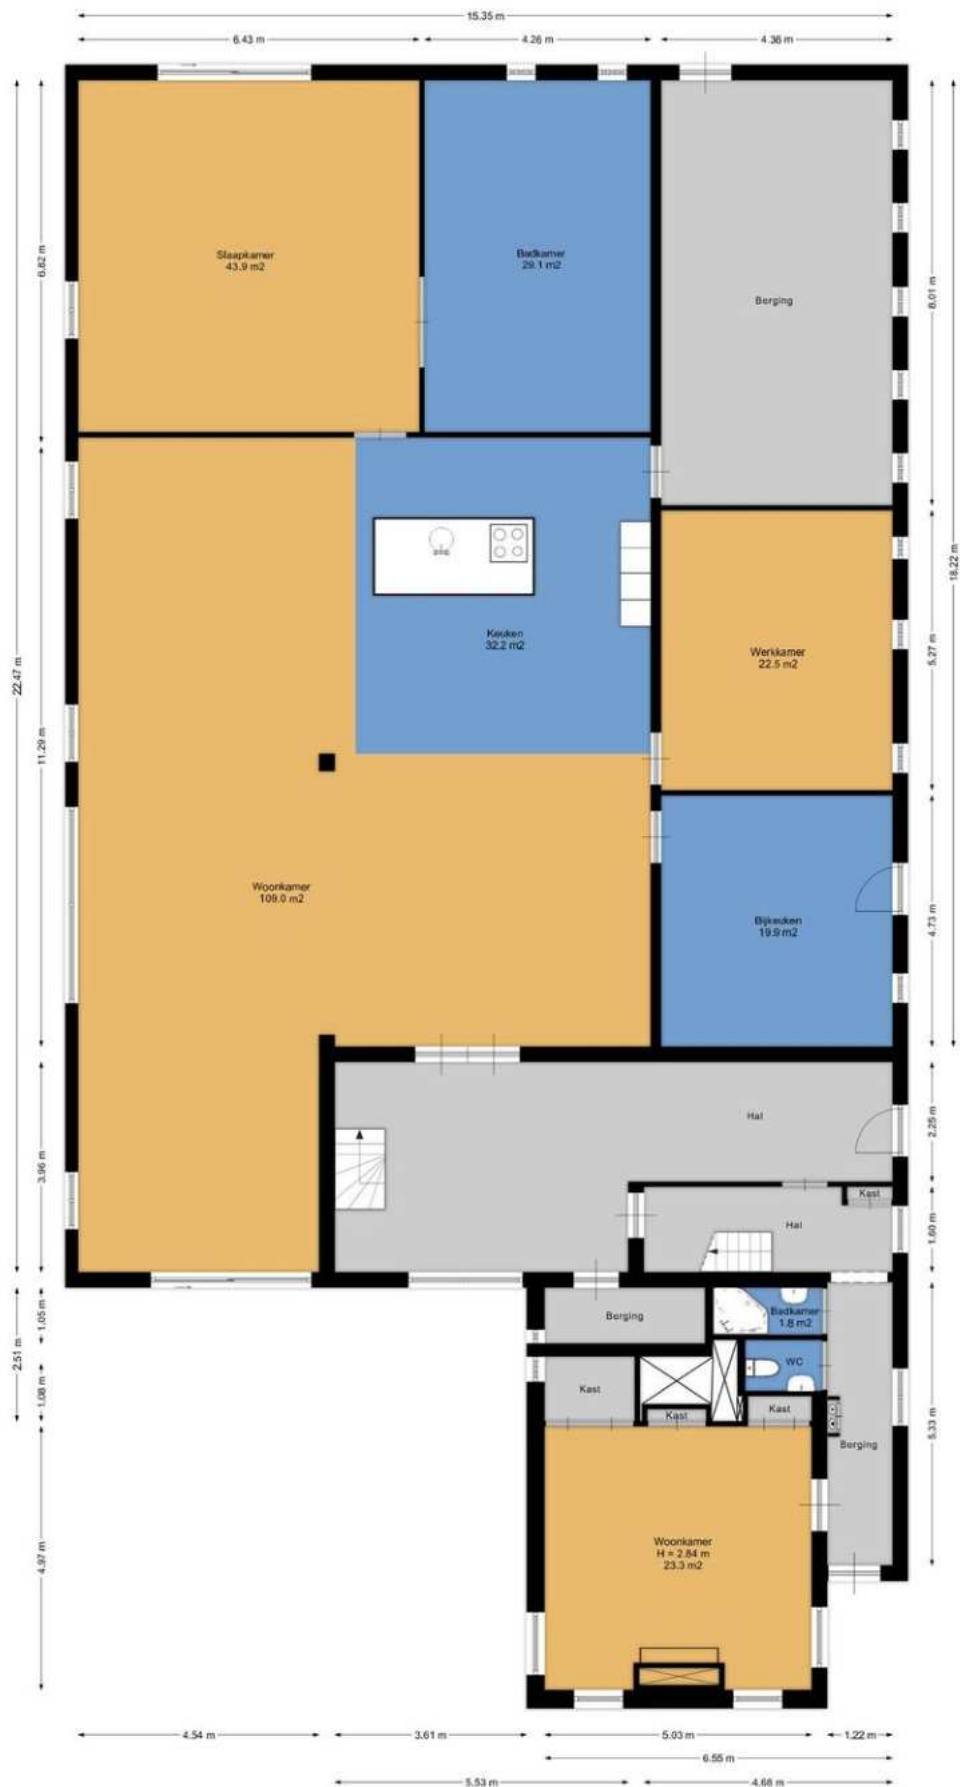 15.35 m
6.43 m
4.26 m
4.36 m
Slaapkamer
43.9 m2
Badkamer
29.1 m2
Berging
6.62 m
8.01 m
Keuken
32.2 m2
Werkkamer
22.5 m2
18.22 m
5.27 m
22.47 m
11.29 m
Woonkamer
109.0 m2
Bijkeuken
19.9 m2
4.73 m
Hal
2.25 m
3.96 m
Kast
Hal
1.60 m
1.05 m
2.51 m
1.08 m
Berging
Badkamer
1.8 m2
WC
Kast
Kast
Kast
Berging
5.33 m
4.97 m
Woonkamer
H = 2.84 m
23.3 m2
4.54 m
3.61 m
5.03 m
1.22 m
6.55 m
5.53 m
4.68 m